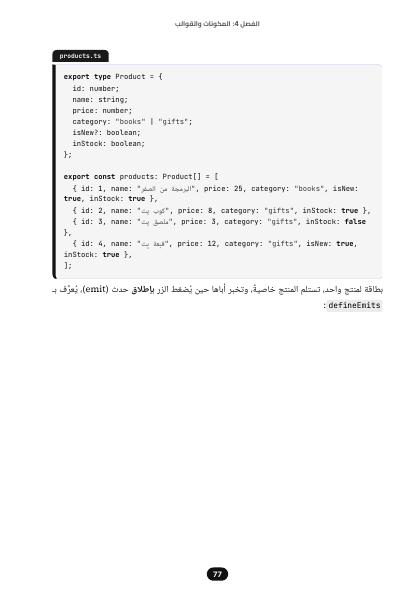 الفصل 4: المكونات والقوالب
products.ts
export type Product = {
id: number;
name: string;
price: number;
category: "books" | "gifts";
isNew?: boolean;
inStock: boolean;
};
export const products: Product[] = [
{ id: 1, name: "البرمجة من الصفر", price: 25, category: "books", isNew:
true, inStock: true },
{ id: 2, name: "كوب بت", price: 8, category: "gifts", inStock: true },
{ id: 3, name: "ملصق بت", price: 3, category: "gifts", inStock: false
},
{ id: 4, name: "قبعة بت", price: 12, category: "gifts", isNew: true,
inStock: true },
];
بطاقة لمنتج واحد، تستلم المنتج خاصيةً، وتخبر أباها حين يُضغط الزر بإطلاق حدث (emit)، يُعرَّف بـ
defineEmits:
77